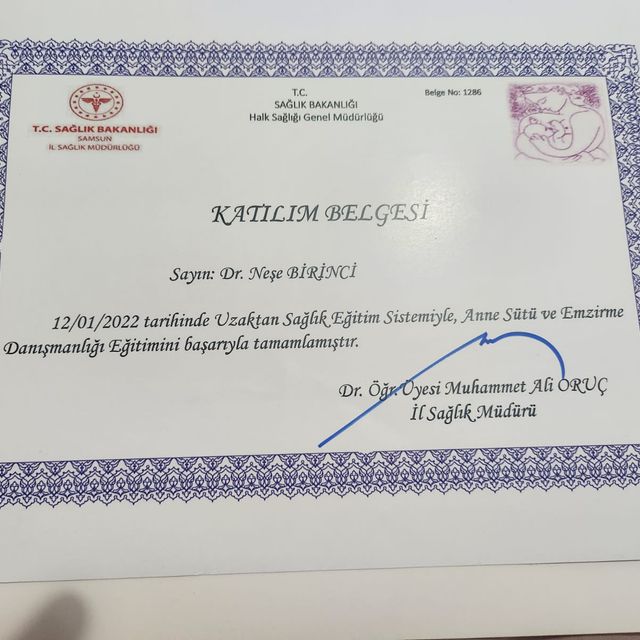 T.C. SAĞLIK BAKANLIĞI
SAMSUN
İL SAĞLIK MÜDÜRLÜĞÜ
T.C.
SAĞLIK BAKANLIĞI
Halk Sağlığı Genel Müdürlüğü
Belge No: 1286
KATILIM BELGESİ
Sayın: Dr. Neşe BİRİNCİ
12/01/2022 tarihinde Uzaktan Sağlık Eğitim Sistemiyle, Anne Sütü ve Emzirme
Danışmanlığı Eğitimini başarıyla tamamlamıştır.
Dr. Öğr. Üyesi Muhammet Ali ORUÇ
İl Sağlık Müdürü